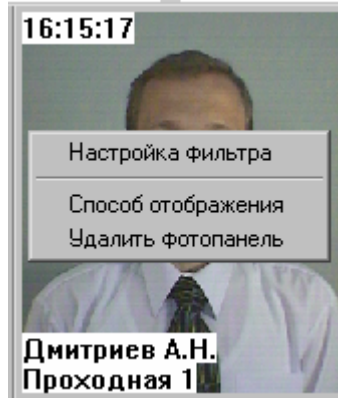 16:15:17
Настройка фильтра
Способ отображения
Удалить фотопанель
Дмитриев А.Н.
Проходная 1